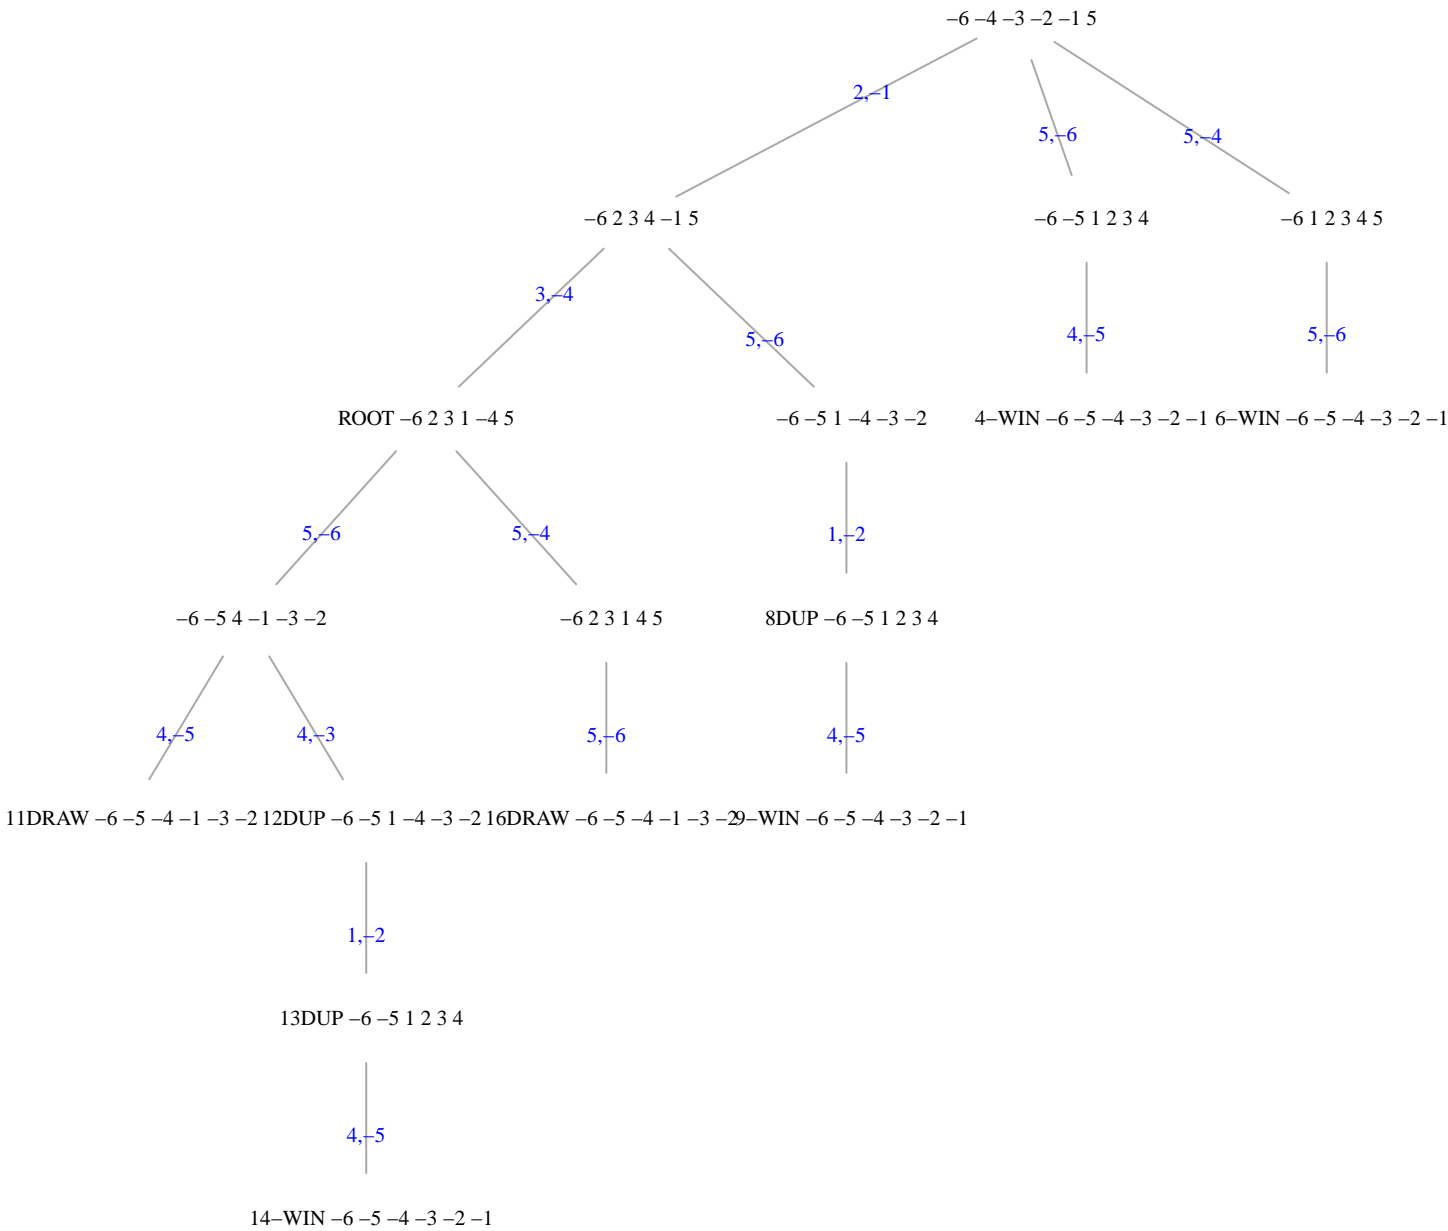 −6 −4 −3 −2 −1 5
2,−1
5,−6
5,−4
−6 2 3 4 −1 5
−6 −5 1 2 3 4
−6 1 2 3 4 5
3,−4
5,−6
4,−5
5,−6
ROOT −6 2 3 1 −4 5
−6 −5 1 −4 −3 −2
4−WIN −6 −5 −4 −3 −2 −1
6−WIN −6 −5 −4 −3 −2 −1
5,−6
5,−4
1,−2
−6 −5 4 −1 −3 −2
−6 2 3 1 4 5
8DUP −6 −5 1 2 3 4
4,−5
4,−3
5,−6
4,−5
11DRAW −6 −5 −4 −1 −3 −2
12DUP −6 −5 1 −4 −3 −2
16DRAW −6 −5 −4 −1 −3 −2
9−WIN −6 −5 −4 −3 −2 −1
1,−2
13DUP −6 −5 1 2 3 4
4,−5
14−WIN −6 −5 −4 −3 −2 −1